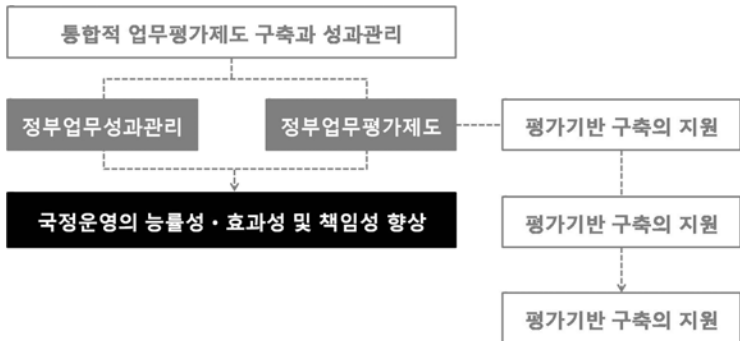 통합적 업무평가제도 구축과 성과관리
정부업무성과관리
정부업무평가제도
평가기반 구축의 지원
국정운영의 능률성・효과성 및 책임성 향상
평가기반 구축의 지원
평가기반 구축의 지원